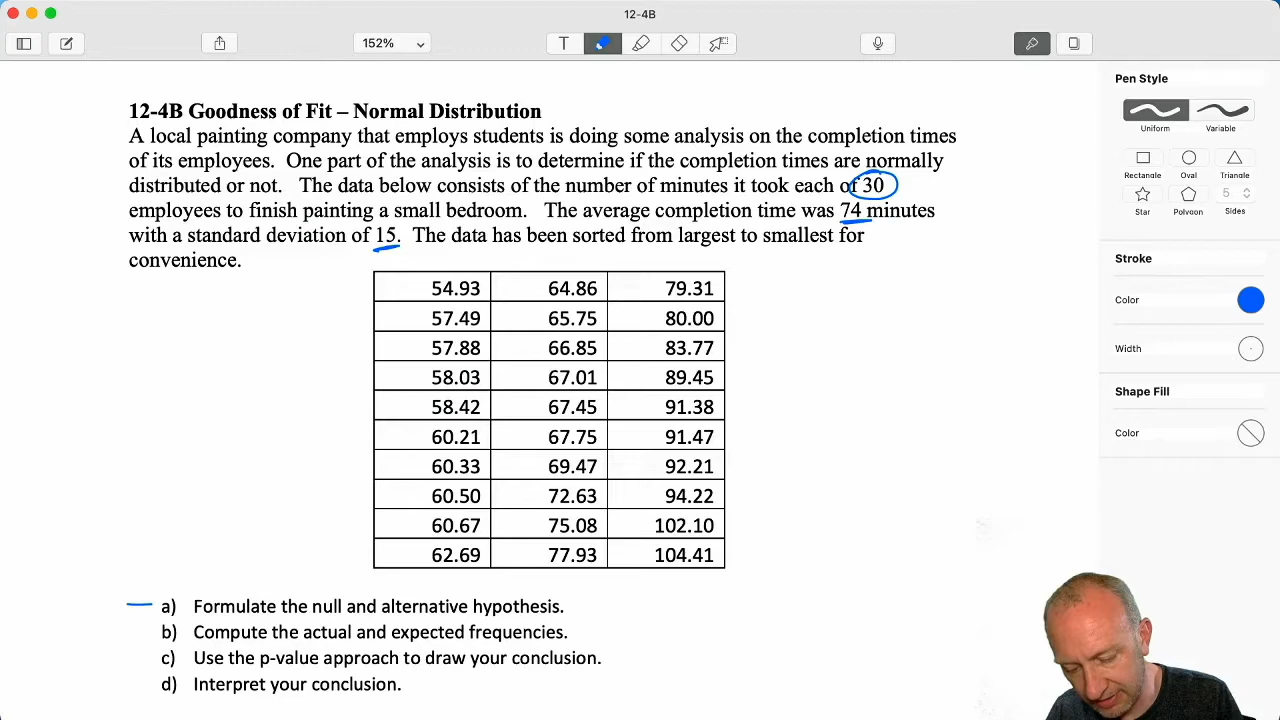 12-4B
152%
T
Pen Style
Uniform
Variable
Rectangle
Oval
Triangle
Star
Polygon
5
Sides
Stroke
Color
Width
Shape Fill
Color
12-4B Goodness of Fit – Normal Distribution
A local painting company that employs students is doing some analysis on the completion times
of its employees. One part of the analysis is to determine if the completion times are normally
distributed or not. The data below consists of the number of minutes it took each of 30
employees to finish painting a small bedroom. The average completion time was 74 minutes
with a standard deviation of 15. The data has been sorted from largest to smallest for
convenience.
54.93 64.86 79.31
57.49 65.75 80.00
57.88 66.85 83.77
58.03 67.01 89.45
58.42 67.45 91.38
60.21 67.75 91.47
60.33 69.47 92.21
60.50 72.63 94.22
60.67 75.08 102.10
62.69 77.93 104.41
a) Formulate the null and alternative hypothesis.
b) Compute the actual and expected frequencies.
c) Use the p-value approach to draw your conclusion.
d) Interpret your conclusion.